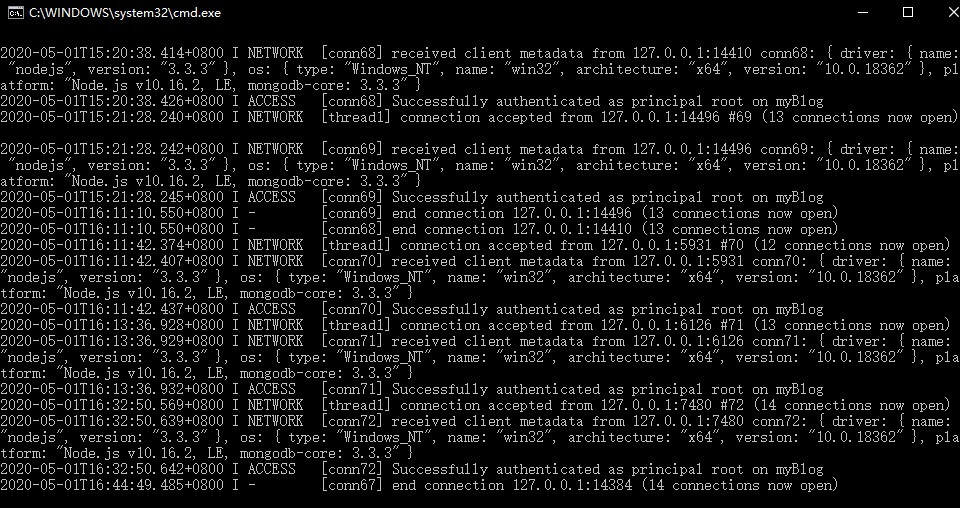 C:\WINDOWS\system32\cmd.exe
2020-05-01T15:20:38.414+0800 I NETWORK  [conn68] received client metadata from 127.0.0.1:14410 conn68: { driver: { name:
 "nodejs", version: "3.3.3" }, os: { type: "Windows_NT", name: "win32", architecture: "x64", version: "10.0.18362" }, pl
atform: "Node.js v10.16.2, LE, mongodb-core: 3.3.3" }
2020-05-01T15:20:38.426+0800 I ACCESS   [conn68] Successfully authenticated as principal root on myBlog
2020-05-01T15:21:28.240+0800 I NETWORK  [thread1] connection accepted from 127.0.0.1:14496 #69 (13 connections now open)
2020-05-01T15:21:28.242+0800 I NETWORK  [conn69] received client metadata from 127.0.0.1:14496 conn69: { driver: { name:
 "nodejs", version: "3.3.3" }, os: { type: "Windows_NT", name: "win32", architecture: "x64", version: "10.0.18362" }, pl
atform: "Node.js v10.16.2, LE, mongodb-core: 3.3.3" }
2020-05-01T15:21:28.245+0800 I ACCESS   [conn69] Successfully authenticated as principal root on myBlog
2020-05-01T16:11:10.550+0800 I -        [conn69] end connection 127.0.0.1:14496 (13 connections now open)
2020-05-01T16:11:10.550+0800 I -        [conn68] end connection 127.0.0.1:14410 (13 connections now open)
2020-05-01T16:11:42.374+0800 I NETWORK  [thread1] connection accepted from 127.0.0.1:5931 #70 (12 connections now open)
2020-05-01T16:11:42.407+0800 I NETWORK  [conn70] received client metadata from 127.0.0.1:5931 conn70: { driver: { name:
"nodejs", version: "3.3.3" }, os: { type: "Windows_NT", name: "win32", architecture: "x64", version: "10.0.18362" }, pla
tform: "Node.js v10.16.2, LE, mongodb-core: 3.3.3" }
2020-05-01T16:11:42.437+0800 I ACCESS   [conn70] Successfully authenticated as principal root on myBlog
2020-05-01T16:13:36.928+0800 I NETWORK  [thread1] connection accepted from 127.0.0.1:6126 #71 (13 connections now open)
2020-05-01T16:13:36.929+0800 I NETWORK  [conn71] received client metadata from 127.0.0.1:6126 conn71: { driver: { name:
"nodejs", version: "3.3.3" }, os: { type: "Windows_NT", name: "win32", architecture: "x64", version: "10.0.18362" }, pla
tform: "Node.js v10.16.2, LE, mongodb-core: 3.3.3" }
2020-05-01T16:13:36.932+0800 I ACCESS   [conn71] Successfully authenticated as principal root on myBlog
2020-05-01T16:32:50.569+0800 I NETWORK  [thread1] connection accepted from 127.0.0.1:7480 #72 (14 connections now open)
2020-05-01T16:32:50.639+0800 I NETWORK  [conn72] received client metadata from 127.0.0.1:7480 conn72: { driver: { name:
"nodejs", version: "3.3.3" }, os: { type: "Windows_NT", name: "win32", architecture: "x64", version: "10.0.18362" }, pla
tform: "Node.js v10.16.2, LE, mongodb-core: 3.3.3" }
2020-05-01T16:32:50.642+0800 I ACCESS   [conn72] Successfully authenticated as principal root on myBlog
2020-05-01T16:44:49.485+0800 I -        [conn67] end connection 127.0.0.1:14384 (14 connections now open)